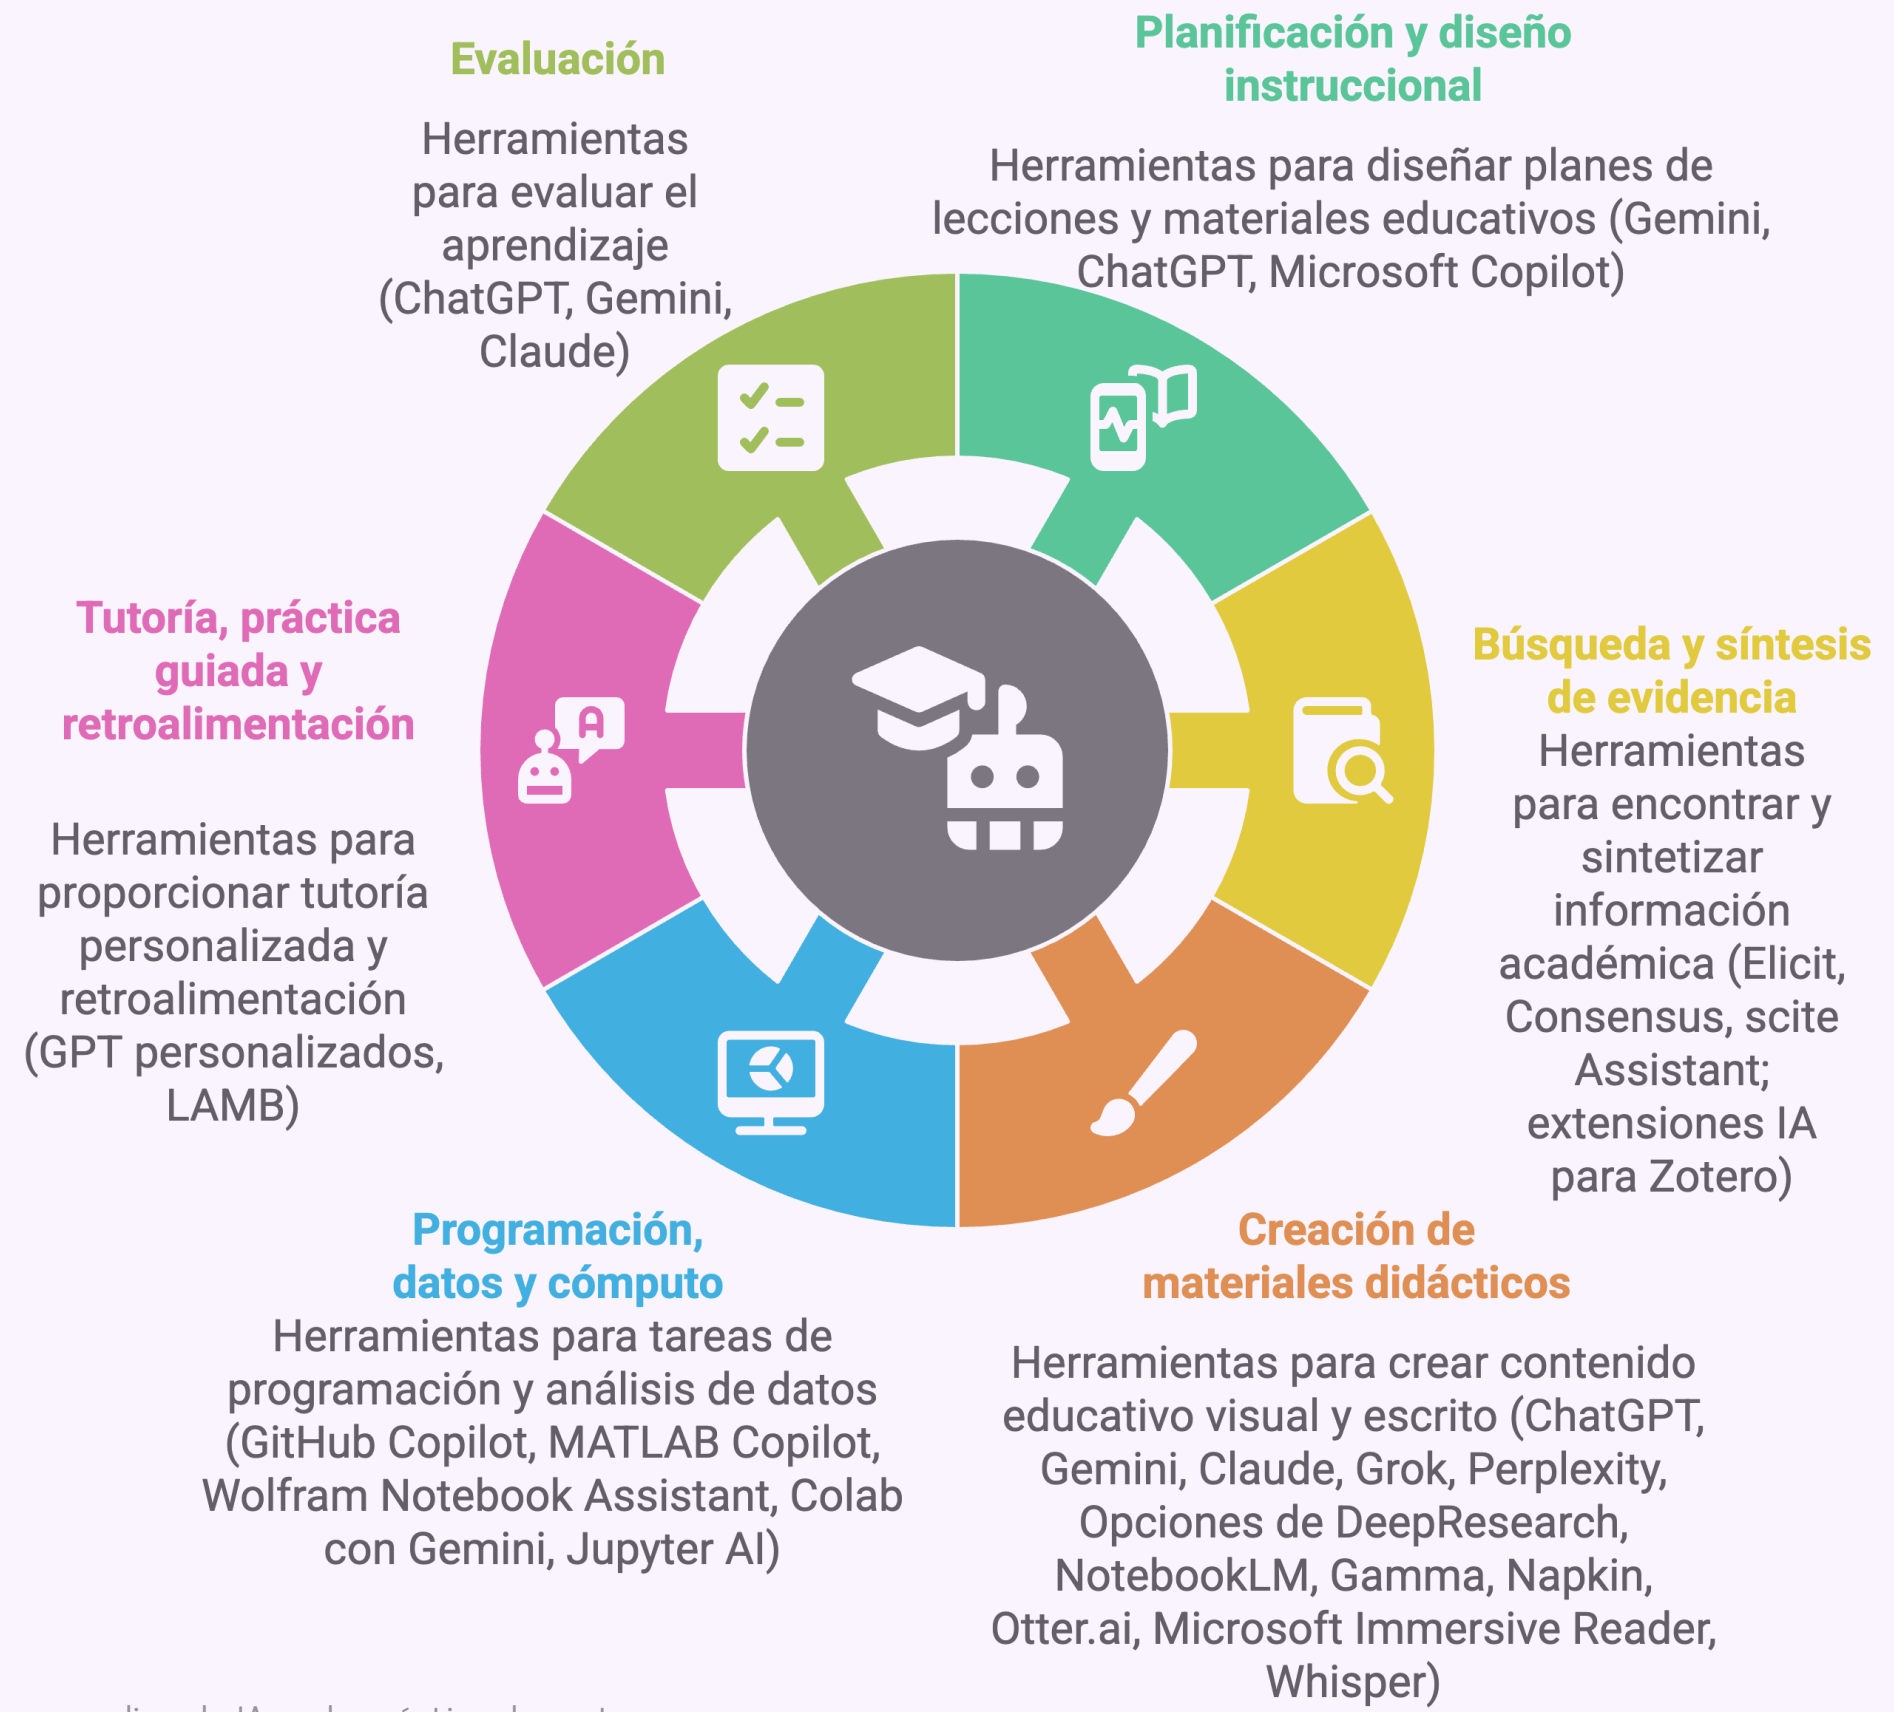 Evaluación
Herramientas
para evaluar el
aprendizaje
(ChatGPT, Gemini,
Claude)
Planificación y diseño
instruccional
Herramientas para diseñar planes de
lecciones y materiales educativos (Gemini,
ChatGPT, Microsoft Copilot)
Tutoría, práctica
guiada y
retroalimentación
Herramientas para
proporcionar tutoría
personalizada y
retroalimentación
(GPT personalizados,
LAMB)
A
Búsqueda y síntesis
de evidencia
Herramientas
para encontrar y
sintetizar
información
académica (Elicit,
Consensus, scite
Assistant;
extensiones IA
para Zotero)
Programación,
datos y cómputo
Herramientas para tareas de
programación y análisis de datos
(GitHub Copilot, MATLAB Copilot,
Wolfram Notebook Assistant, Colab
con Gemini, Jupyter AI)
Creación de
materiales didácticos
Herramientas para crear contenido
educativo visual y escrito (ChatGPT,
Gemini, Claude, Grok, Perplexity,
Opciones de DeepResearch,
NotebookLM, Gamma, Napkin,
Otter.ai, Microsoft Immersive Reader,
Whisper)